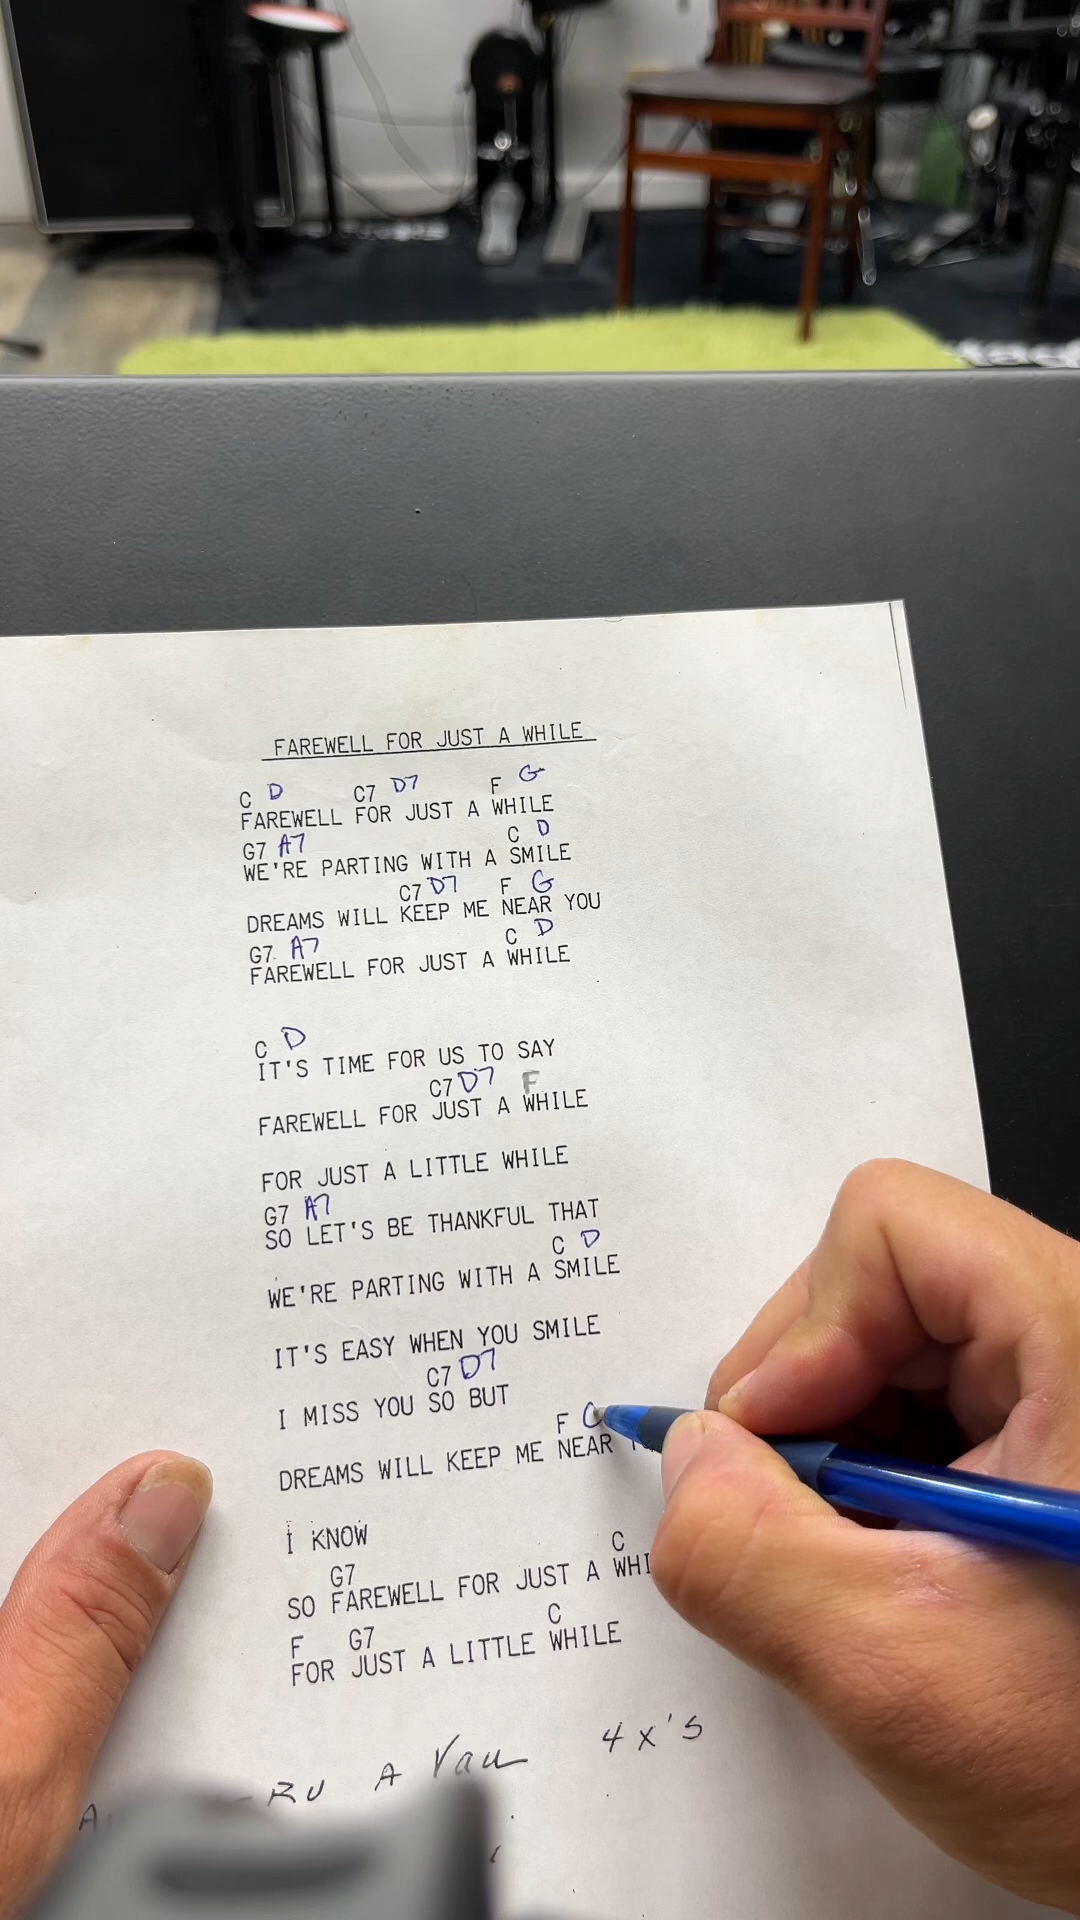 FAREWELL FOR JUST A WHILE
C D C7 D7 F G
FAREWELL FOR JUST A WHILE
G7 A7 C D
WE'RE PARTING WITH A SMILE
C7 D7 F G
DREAMS WILL KEEP ME NEAR YOU
G7 A7 C D
FAREWELL FOR JUST A WHILE
C D
IT'S TIME FOR US TO SAY
C7 D7 F
FAREWELL FOR JUST A WHILE
FOR JUST A LITTLE WHILE
G7 A7
SO LET'S BE THANKFUL THAT
C D
WE'RE PARTING WITH A SMILE
IT'S EASY WHEN YOU SMILE
C7 D7
I MISS YOU SO BUT
F
DREAMS WILL KEEP ME NEAR
I KNOW
G7 C
SO FAREWELL FOR JUST A WHI
F G7 C
FOR JUST A LITTLE WHILE
A 4 X'S